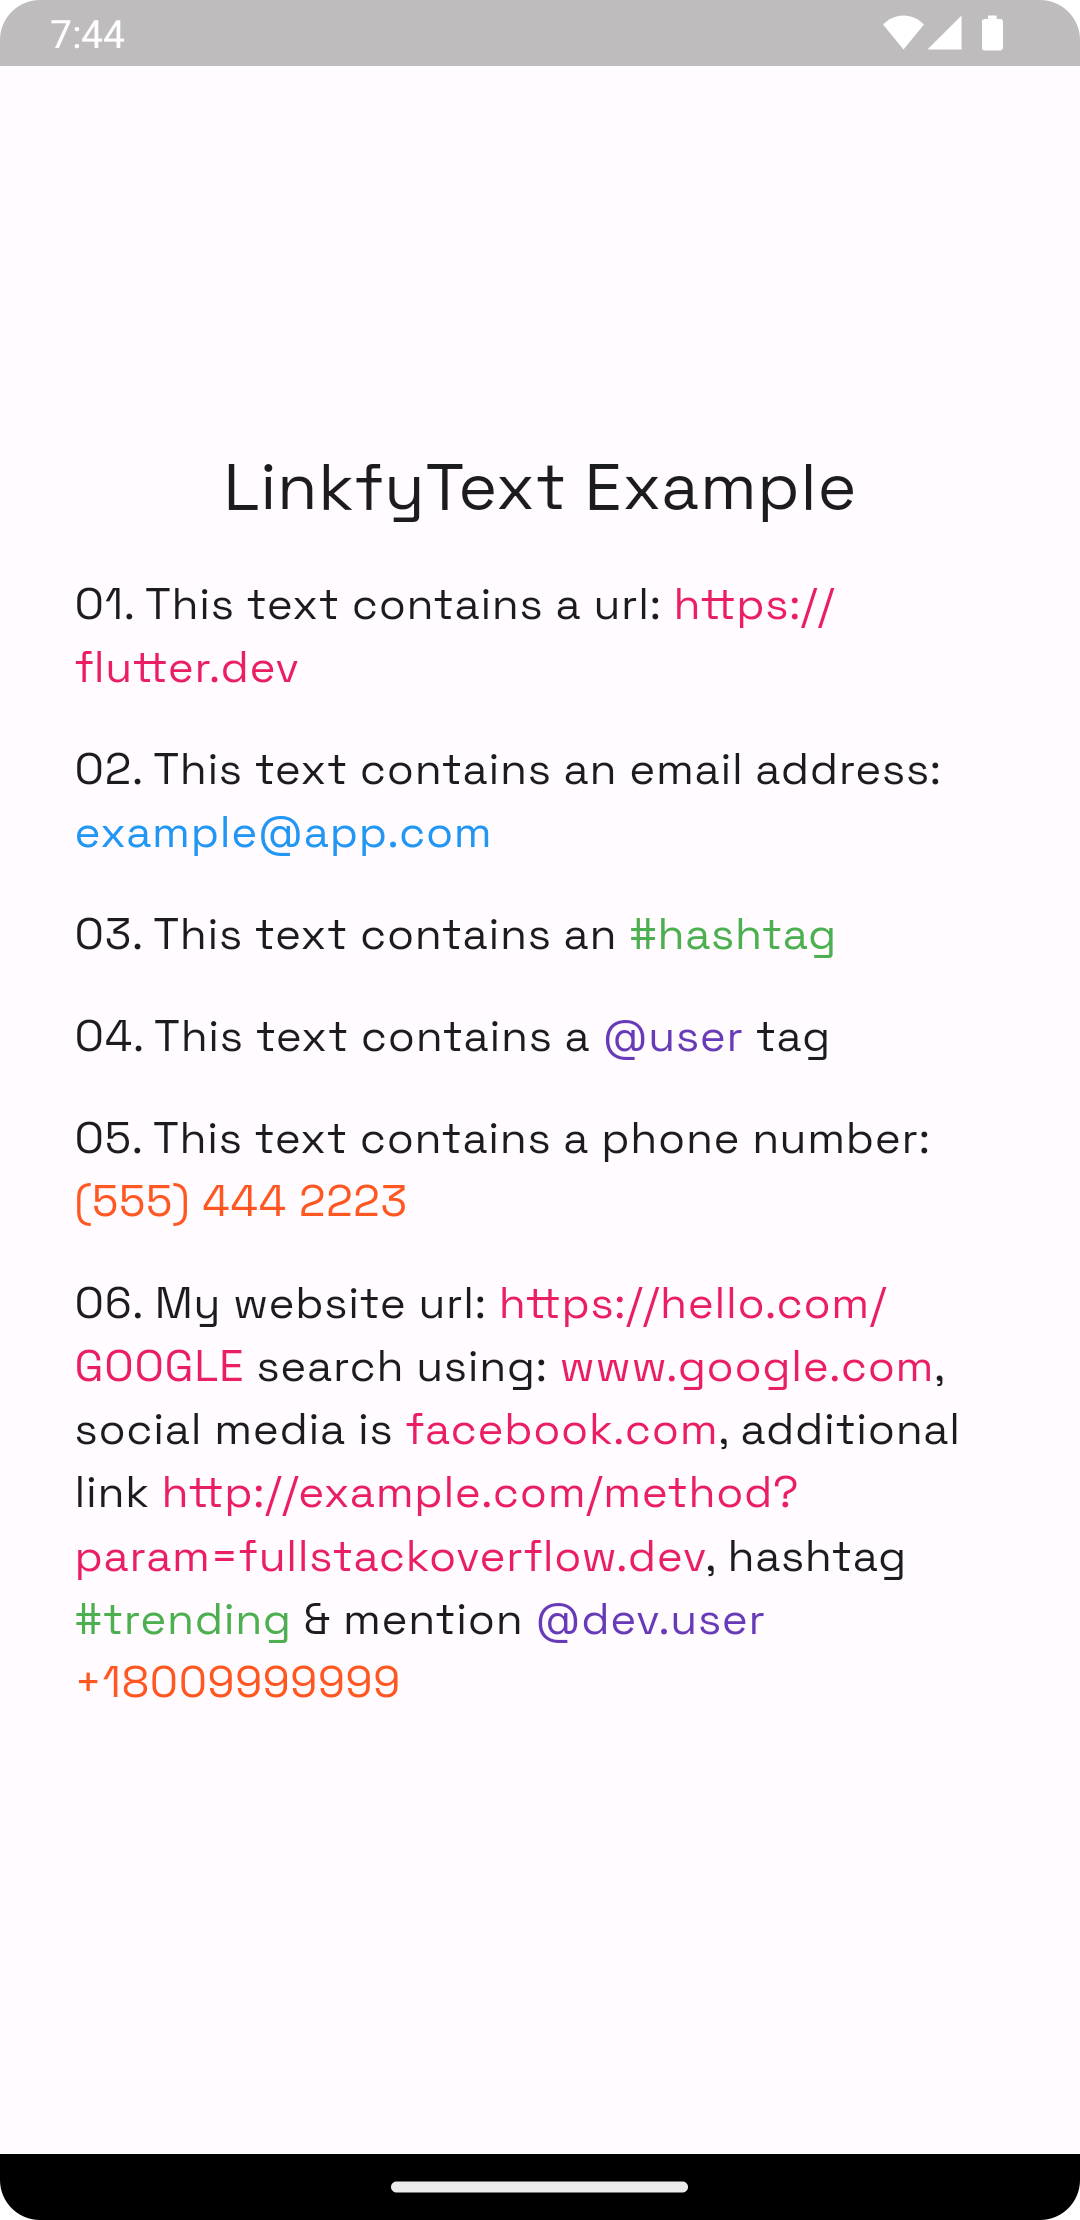 7:44
LinkfyText Example
01. This text contains a url: https://
flutter.dev
02. This text contains an email address:
example@app.com
03. This text contains an #hashtag
04. This text contains a @user tag
05. This text contains a phone number:
(555) 444 2223
06. My website url: https://hello.com/
GOOGLE search using: www.google.com,
social media is facebook.com, additional
link http://example.com/method?
param=fullstackoverflow.dev, hashtag
#trending & mention @dev.user
+18009999999